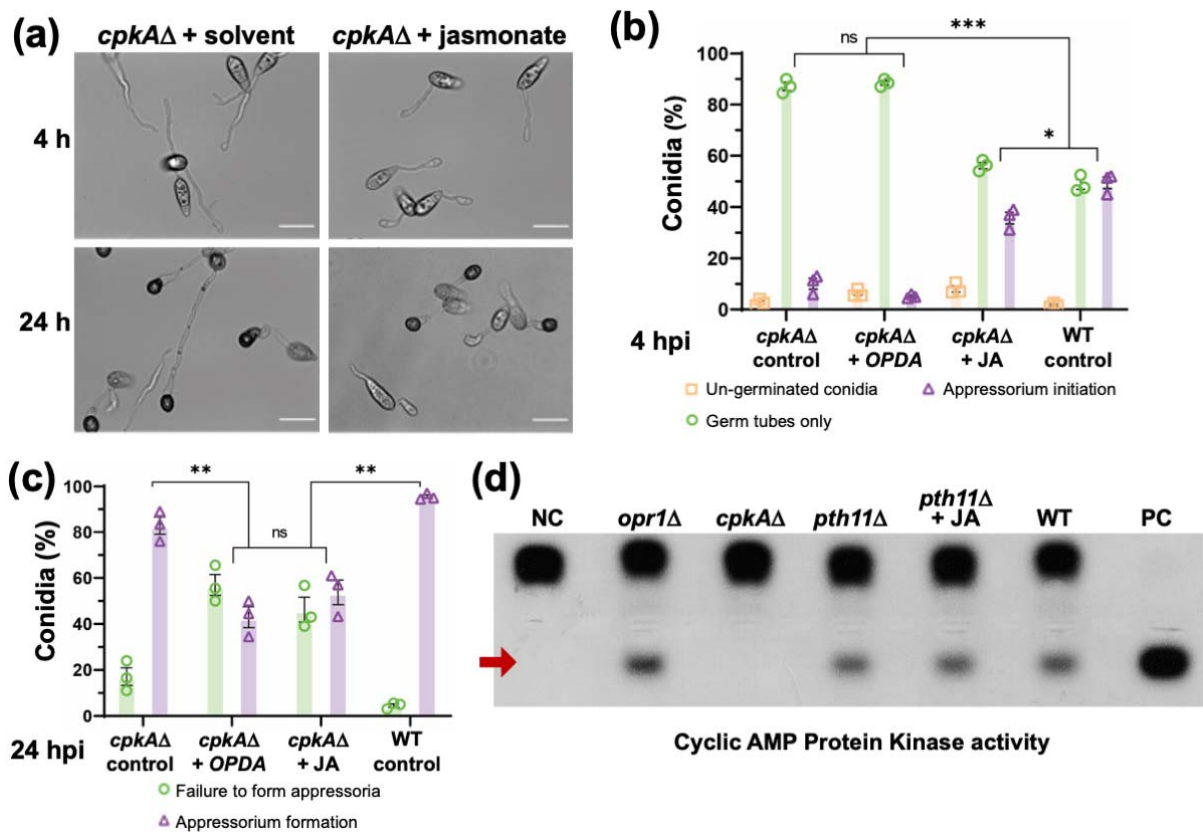 (a)
cpkAΔ + solvent
cpkAΔ + jasmonate
4 h
24 h
(b)
Conidia (%)
100
80
60
40
20
0
ns
***
*
4 hpi
cpkAΔ control
cpkAΔ + OPDA
cpkAΔ + JA
WT control
Un-germinated conidia
Appressorium initiation
Germ tubes only
(c)
Conidia (%)
100
80
60
40
20
0
**
ns
**
24 hpi
cpkAΔ control
cpkAΔ + OPDA
cpkAΔ + JA
WT control
Failure to form appressoria
Appressorium formation
(d)
NC
opr1Δ
cpkAΔ
pth11Δ
pth11Δ + JA
WT
PC
Cyclic AMP Protein Kinase activity